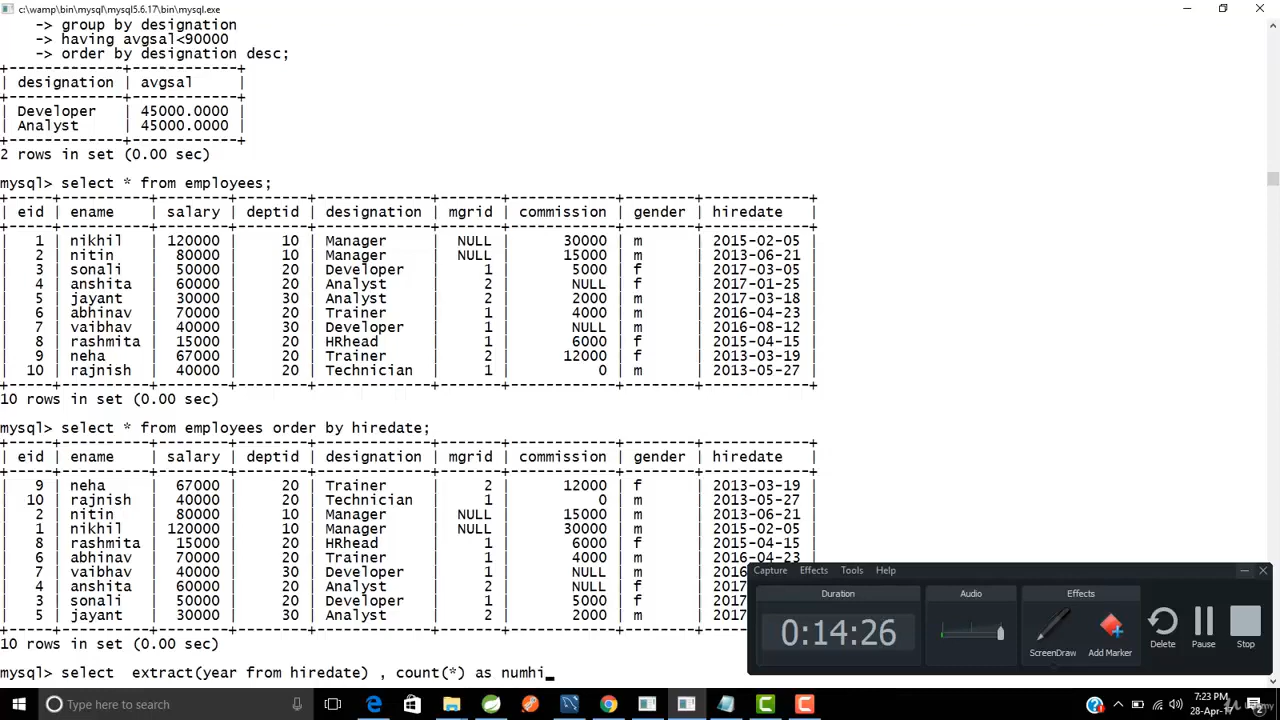 c:\wamp\bin\mysql\mysql5.6.17\bin\mysql.exe
-> group by designation
-> having avgsal<90000
-> order by designation desc;
+-------------+------------+
| designation | avgsal     |
+-------------+------------+
| Developer   | 45000.0000 |
| Analyst     | 45000.0000 |
+-------------+------------+
2 rows in set (0.00 sec)
mysql> select * from employees;
| eid | ename | salary | deptid | designation | mgrid | commission | gender | hiredate |
| 1 | nikhil | 120000 | 10 | Manager | NULL | 30000 | m | 2015-02-05 |
| 2 | nitin | 80000 | 10 | Manager | NULL | 15000 | m | 2013-06-21 |
| 3 | sonali | 50000 | 20 | Developer | 1 | 5000 | f | 2017-03-05 |
| 4 | anshita | 60000 | 20 | Analyst | 2 | NULL | f | 2017-01-25 |
| 5 | jayant | 30000 | 30 | Analyst | 2 | 2000 | m | 2017-03-18 |
| 6 | abhinav | 70000 | 20 | Trainer | 1 | 4000 | m | 2016-04-23 |
| 7 | vaibhav | 40000 | 30 | Developer | 1 | NULL | m | 2016-08-12 |
| 8 | rashmita | 15000 | 20 | HRhead | 1 | 6000 | f | 2015-04-15 |
| 9 | neha | 67000 | 20 | Trainer | 2 | 12000 | f | 2013-03-19 |
| 10 | rajnish | 40000 | 20 | Technician | 1 | 0 | m | 2013-05-27 |
10 rows in set (0.00 sec)
mysql> select * from employees order by hiredate;
| eid | ename | salary | deptid | designation | mgrid | commission | gender | hiredate |
| 9 | neha | 67000 | 20 | Trainer | 2 | 12000 | f | 2013-03-19 |
| 10 | rajnish | 40000 | 20 | Technician | 1 | 0 | m | 2013-05-27 |
| 2 | nitin | 80000 | 10 | Manager | NULL | 15000 | m | 2013-06-21 |
| 1 | nikhil | 120000 | 10 | Manager | NULL | 30000 | m | 2015-02-05 |
| 8 | rashmita | 15000 | 20 | HRhead | 1 | 6000 | f | 2015-04-15 |
| 6 | abhinav | 70000 | 20 | Trainer | 1 | 4000 | m | 2016-04-23 |
| 7 | vaibhav | 40000 | 30 | Developer | 1 | NULL | m
| 4 | anshita | 60000 | 20 | Analyst | 2 | NULL | f | 2017
| 3 | sonali | 50000 | 20 | Developer | 1 | 5000 | f | 2017
| 5 | jayant | 30000 | 30 | Analyst | 2 | 2000 | m | 2017
10 rows in set (0.00 sec)
mysql> select  extract(year from hiredate) , count(*) as numhi_
Capture Effects Tools Help
Duration Audio Effects
0:14:26
ScreenDraw Add Marker Delete Pause Stop
Type here to search
7:23 PM
28-Apr-17